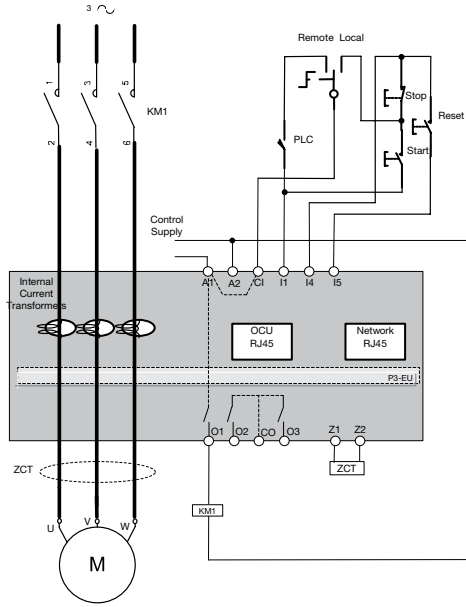 3
Remote Local
1
3
5
KM1
Stop
Reset
PLC
Start
2
4
6
Control
Supply
A1
A2
CI
I1
I4
I5
Internal
Current
Transformers
OCU
RJ45
Network
RJ45
P3-EU
O1
O2
CO
O3
Z1
Z2
ZCT
ZCT
KM1
U
V
W
M